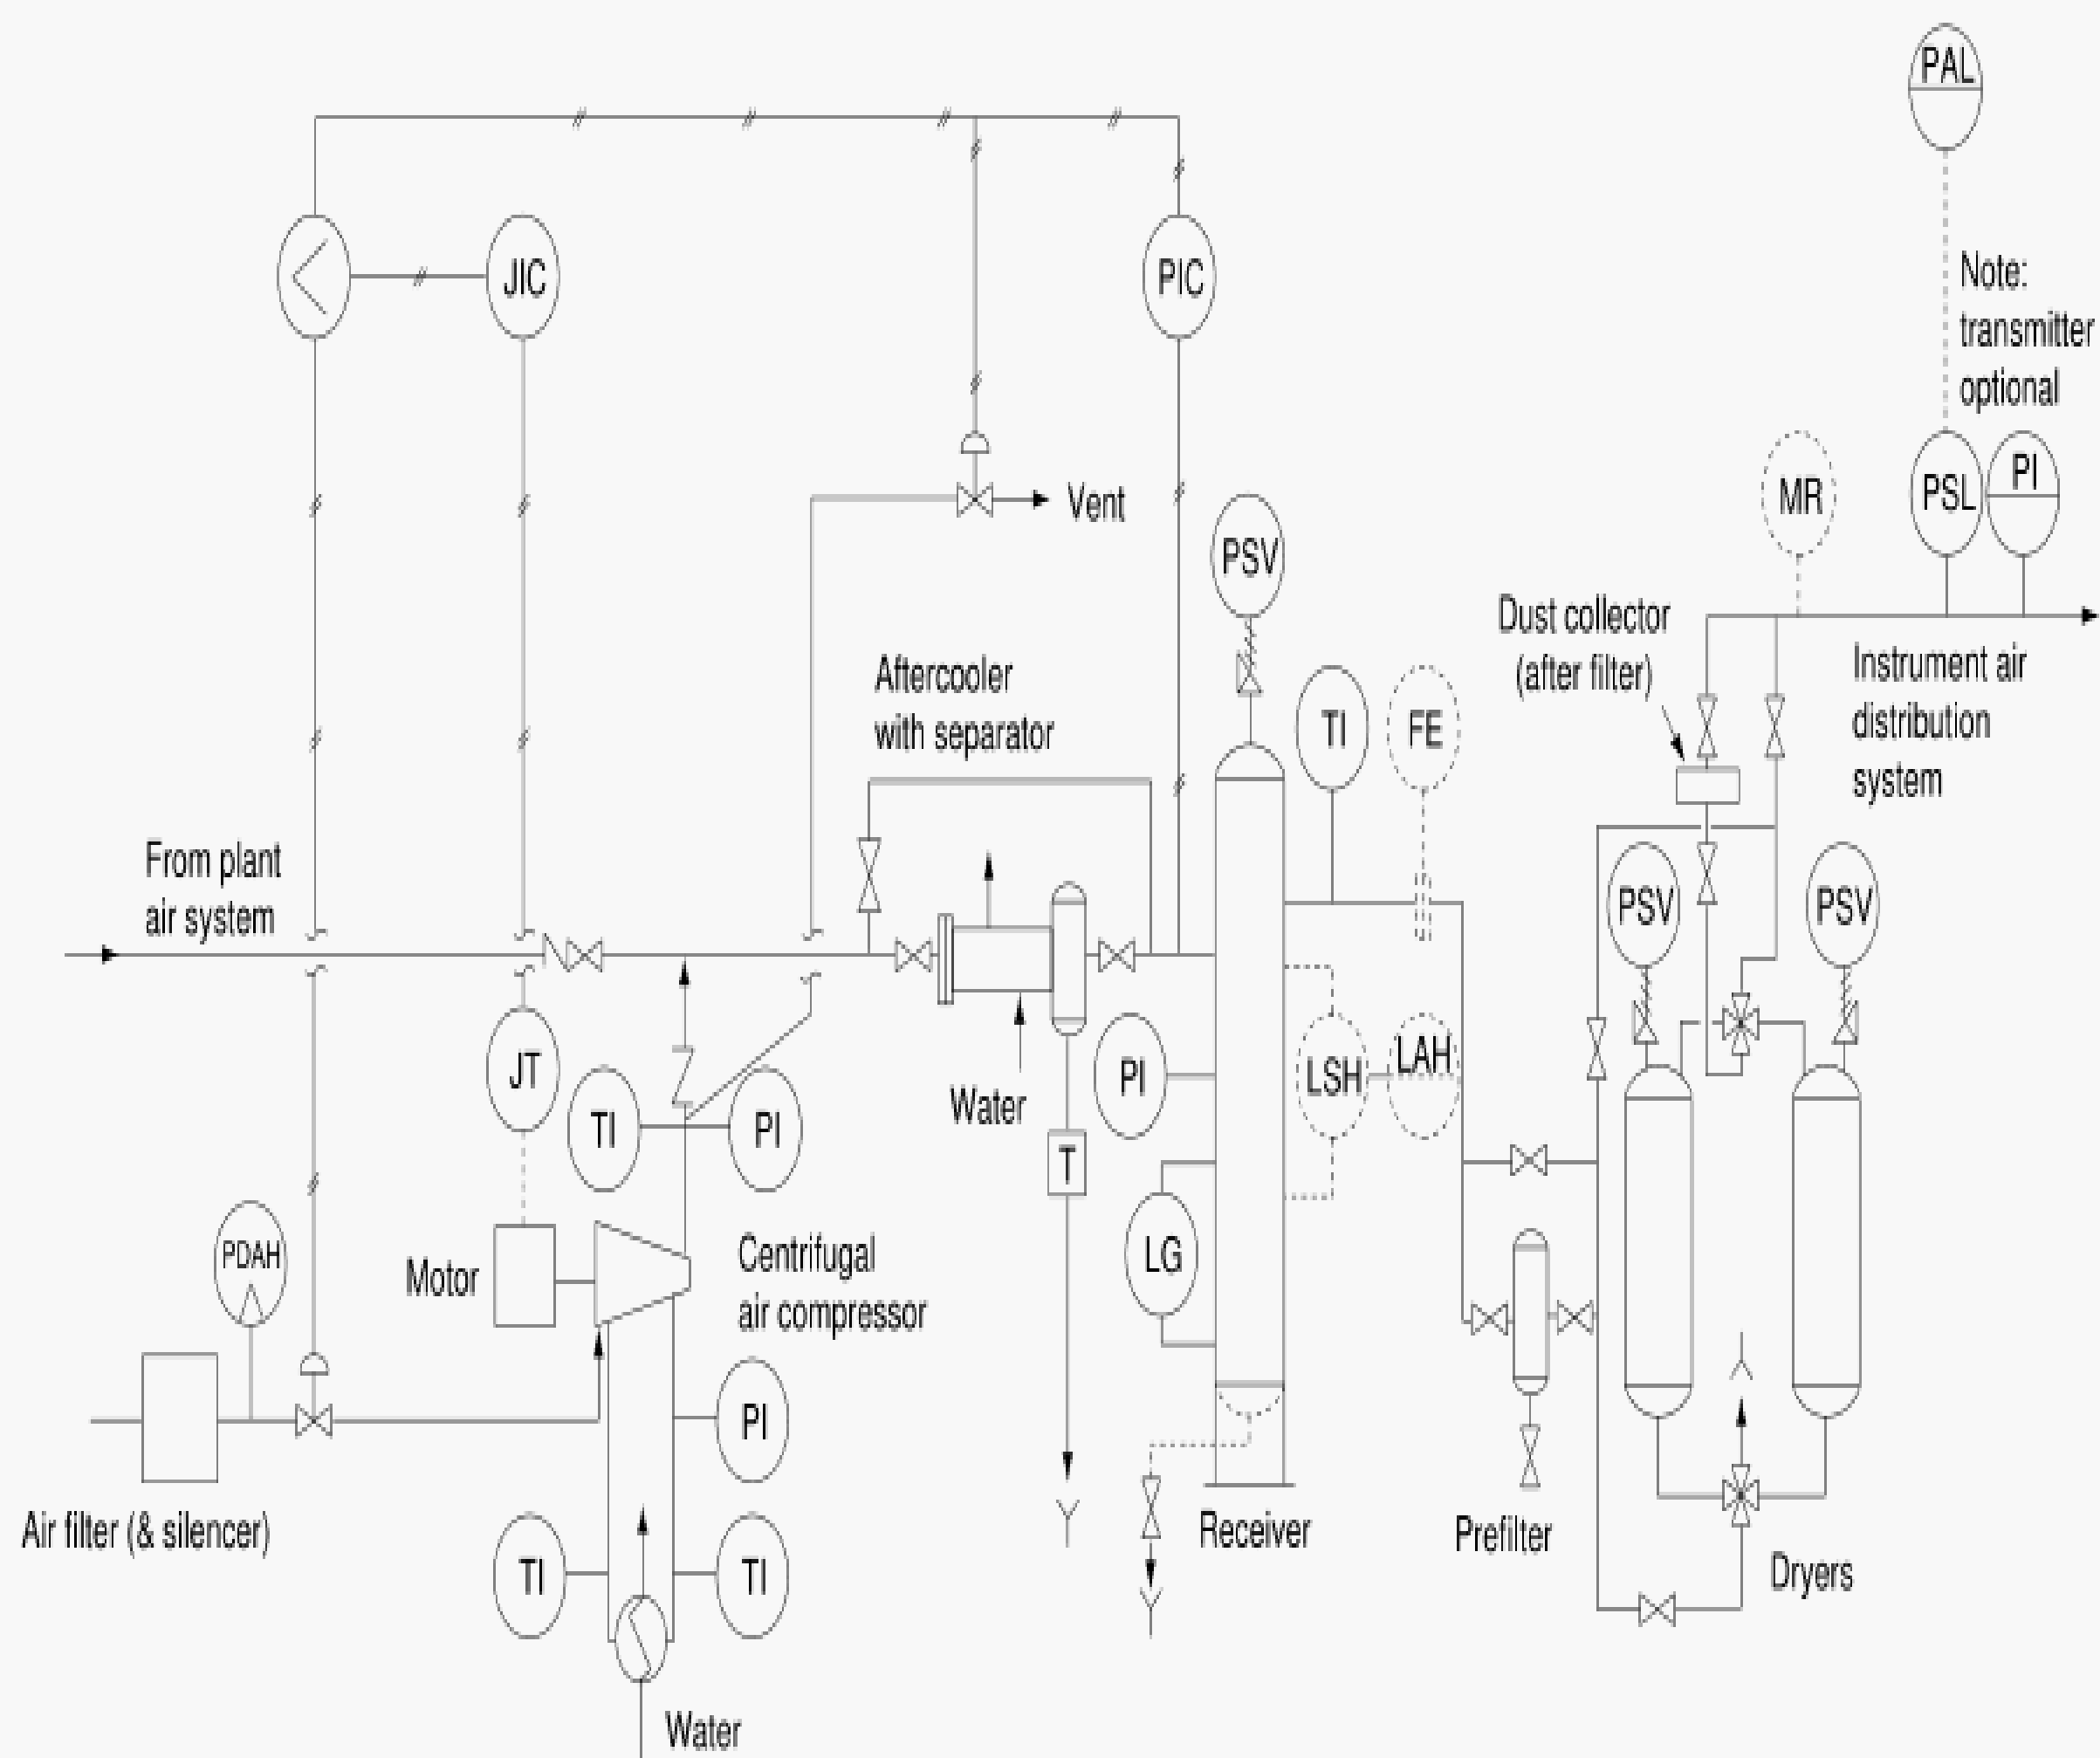 PAL
JIC
PIC
Note:
transmitter
optional
MR
PSL
PI
Vent
PSV
Dust collector
(after filter)
Instrument air
distribution
system
Aftercooler
with separator
TI
FE
From plant
air system
PSV
PSV
JT
TI
PI
Water
PI
LSH
LAH
T
PDAH
Motor
Centrifugal
air compressor
LG
PI
Air filter (& silencer)
TI
TI
Receiver
Prefilter
Dryers
Water